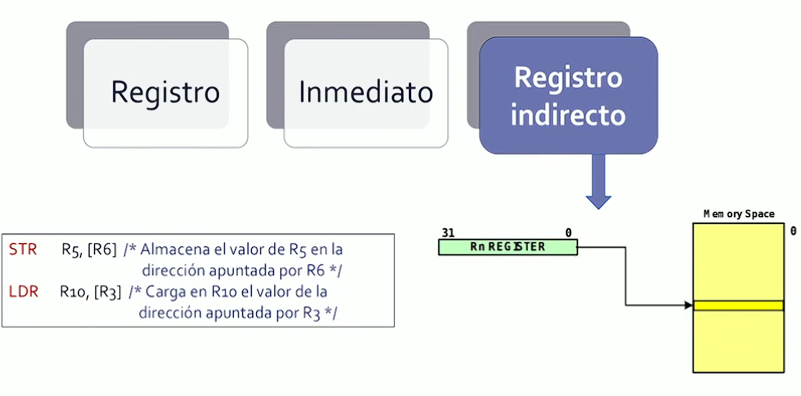 Registro
Inmediato
Registro
indirecto
STR R5, [R6] /* Almacena el valor de R5 en la
dirección apuntada por R6 */
LDR R10, [R3] /* Carga en R10 el valor de la
dirección apuntada por R3 */
31 0
Rn REGISTER
Memory Space
0